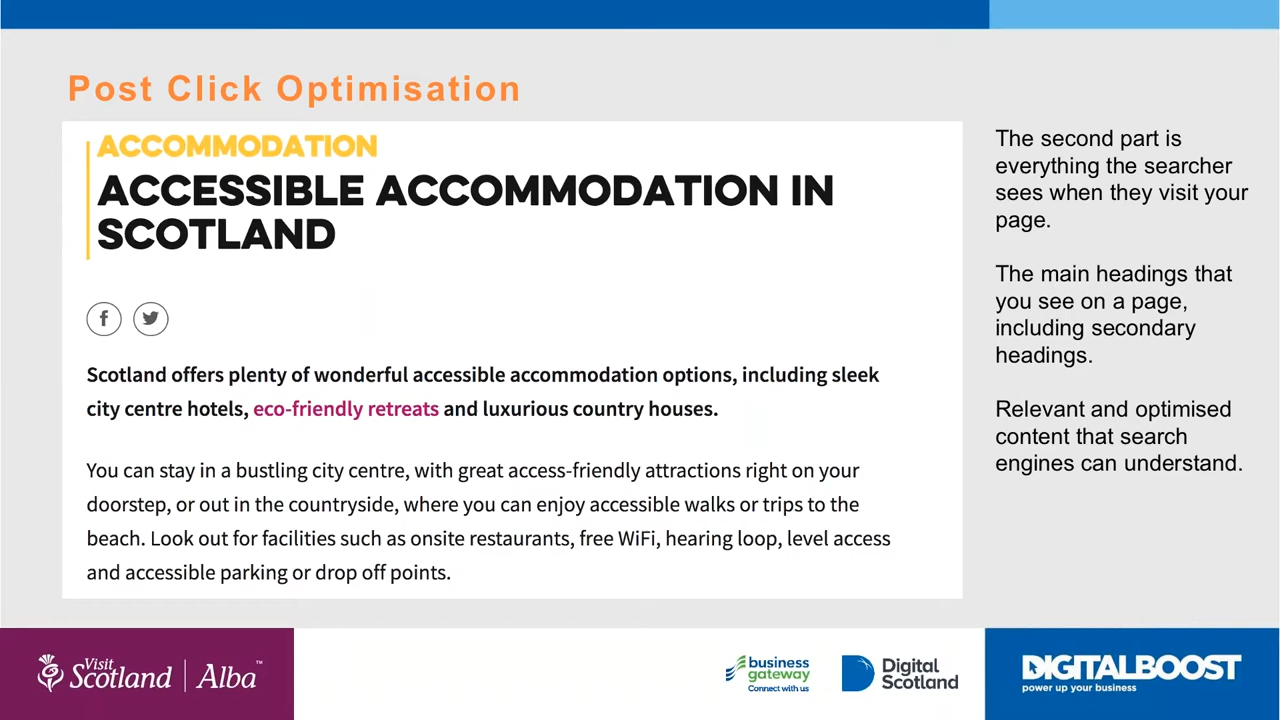 Post Click Optimisation
ACCOMMODATION
ACCESSIBLE ACCOMMODATION IN
SCOTLAND
Scotland offers plenty of wonderful accessible accommodation options, including sleek
city centre hotels, eco-friendly retreats and luxurious country houses.
You can stay in a bustling city centre, with great access-friendly attractions right on your
doorstep, or out in the countryside, where you can enjoy accessible walks or trips to the
beach. Look out for facilities such as onsite restaurants, free WiFi, hearing loop, level access
and accessible parking or drop off points.
The second part is
everything the searcher
sees when they visit your
page.
The main headings that
you see on a page,
including secondary
headings.
Relevant and optimised
content that search
engines can understand.
Visit
Scotland | Alba™
business
gateway
Connect with us
Digital
Scotland
DIGITALBOOST
power up your business